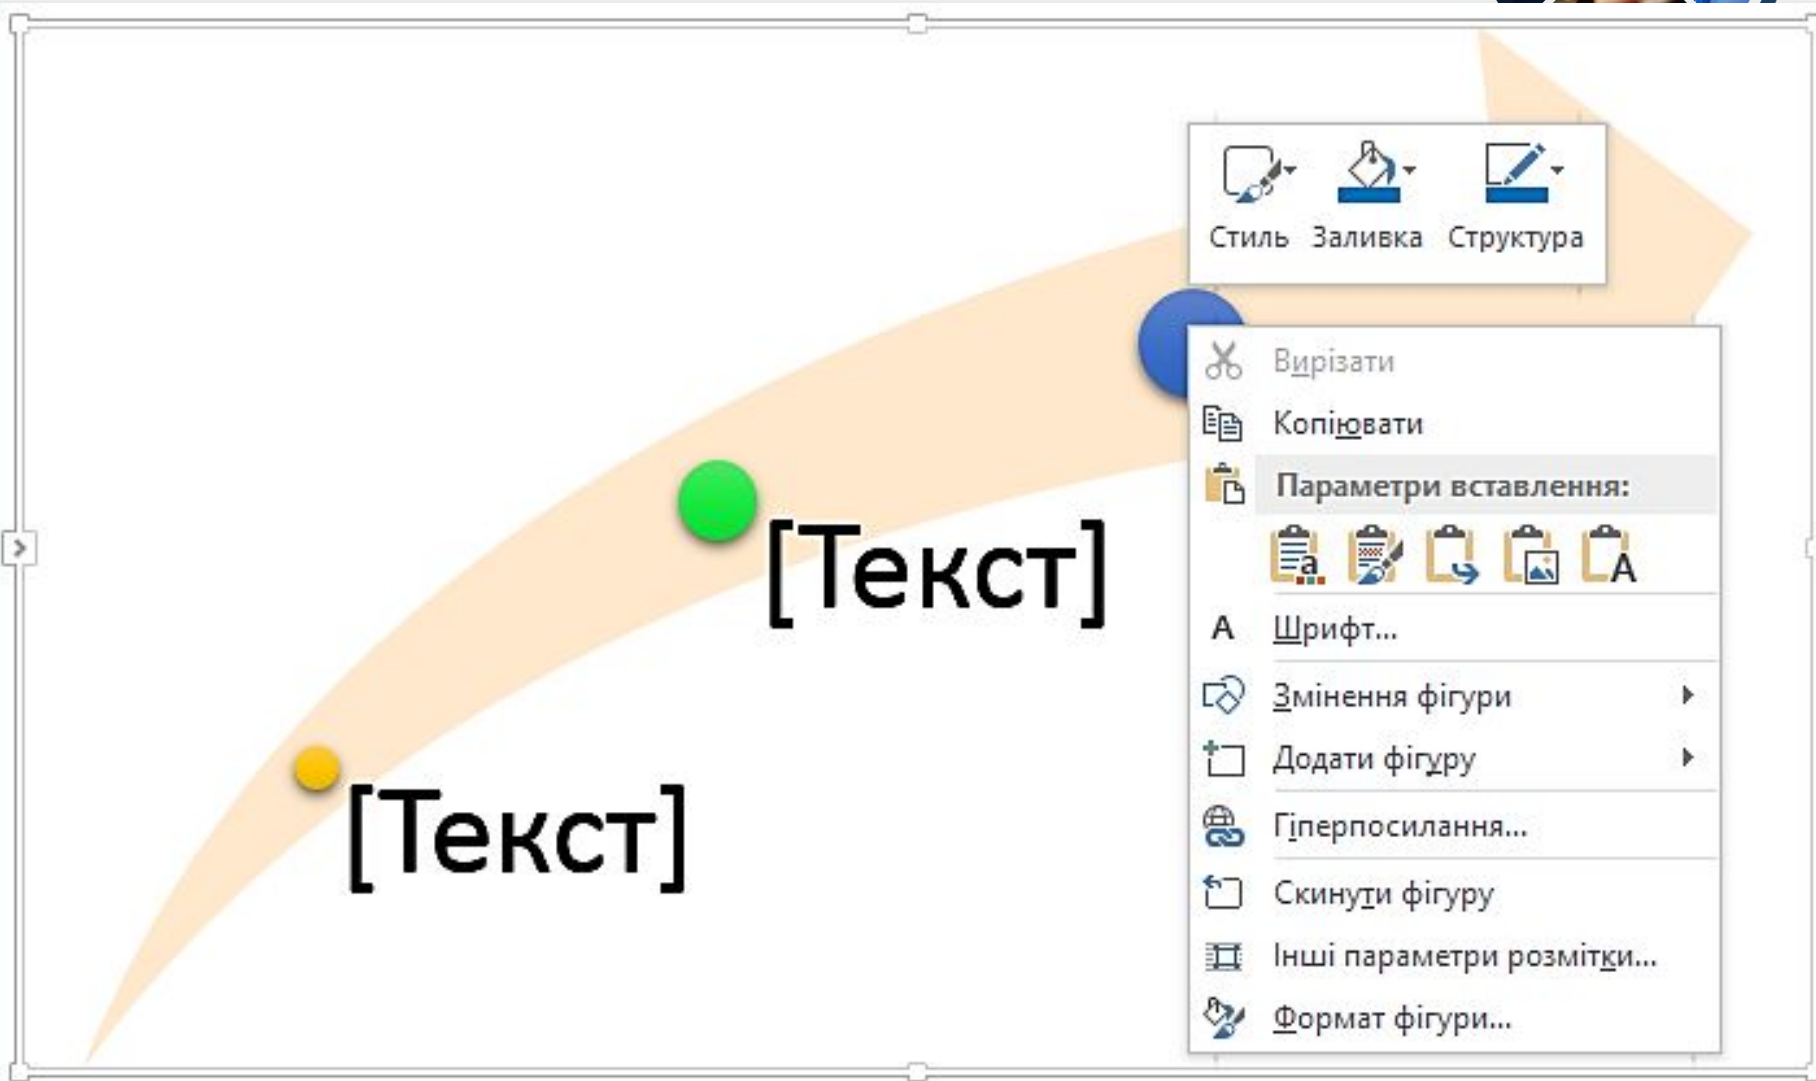 Стиль Заливка Структура
Вирізати
Копіювати
Параметри вставлення:
[Текст]
Шрифт...
Змінення фігури
Додати фігуру
[Текст]
Гіперпосилання...
Скинути фігуру
Інші параметри розмітки...
Формат фігури...